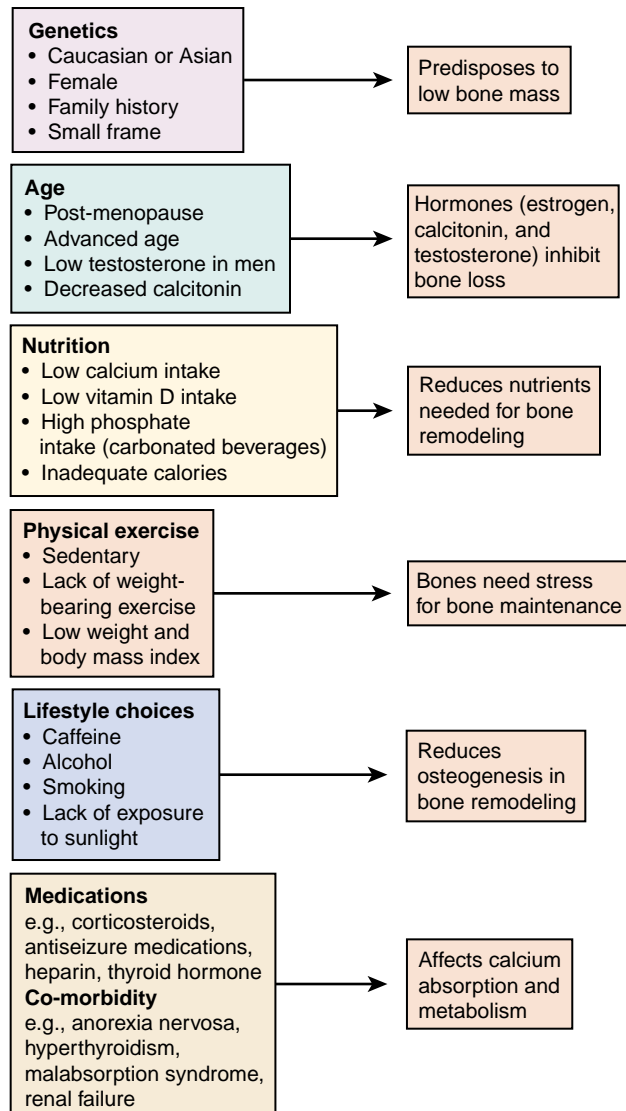 Genetics
• Caucasian or Asian
• Female
• Family history
• Small frame
Predisposes to
low bone mass
Age
• Post-menopause
• Advanced age
• Low testosterone in men
• Decreased calcitonin
Hormones (estrogen,
calcitonin, and
testosterone) inhibit
bone loss
Nutrition
• Low calcium intake
• Low vitamin D intake
• High phosphate
intake (carbonated beverages)
• Inadequate calories
Reduces nutrients
needed for bone
remodeling
Physical exercise
• Sedentary
• Lack of weight-
bearing exercise
• Low weight and
body mass index
Bones need stress
for bone maintenance
Lifestyle choices
• Caffeine
• Alcohol
• Smoking
• Lack of exposure
to sunlight
Reduces
osteogenesis in
bone remodeling
Medications
e.g., corticosteroids,
antiseizure medications,
heparin, thyroid hormone
Co-morbidity
e.g., anorexia nervosa,
hyperthyroidism,
malabsorption syndrome,
renal failure
Affects calcium
absorption and
metabolism